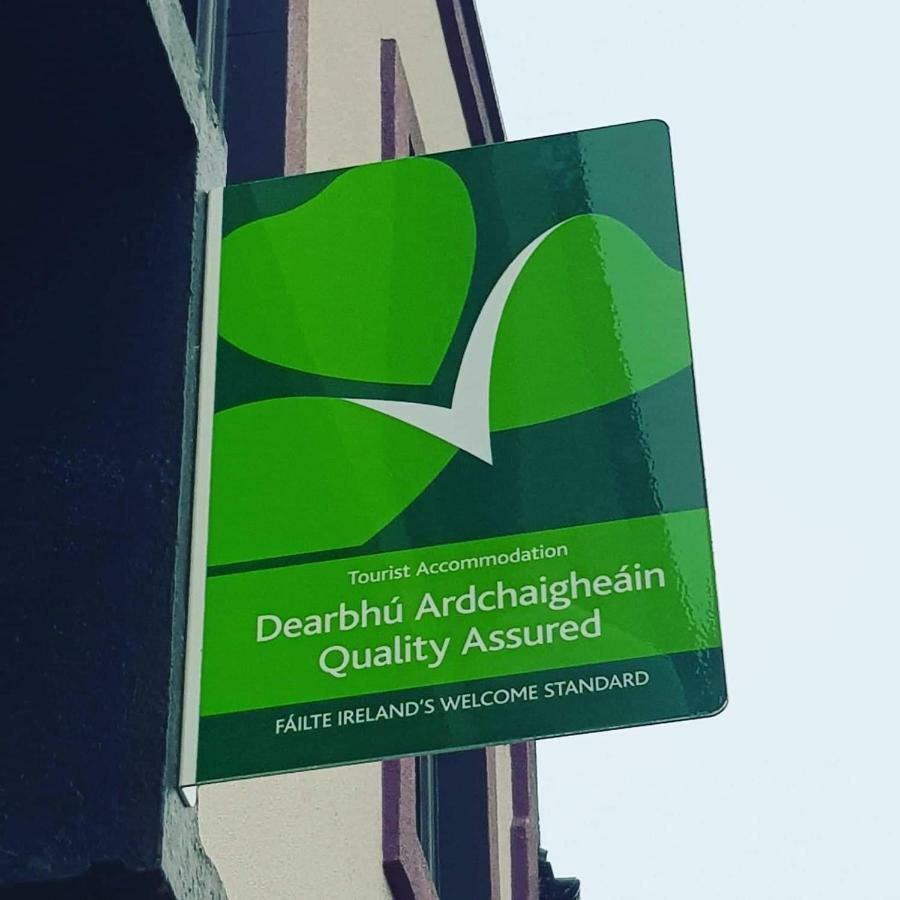 Tourist Accommodation
Dearbhú Ardchaigheáin
Quality Assured
FÁILTE IRELAND'S WELCOME STANDARD